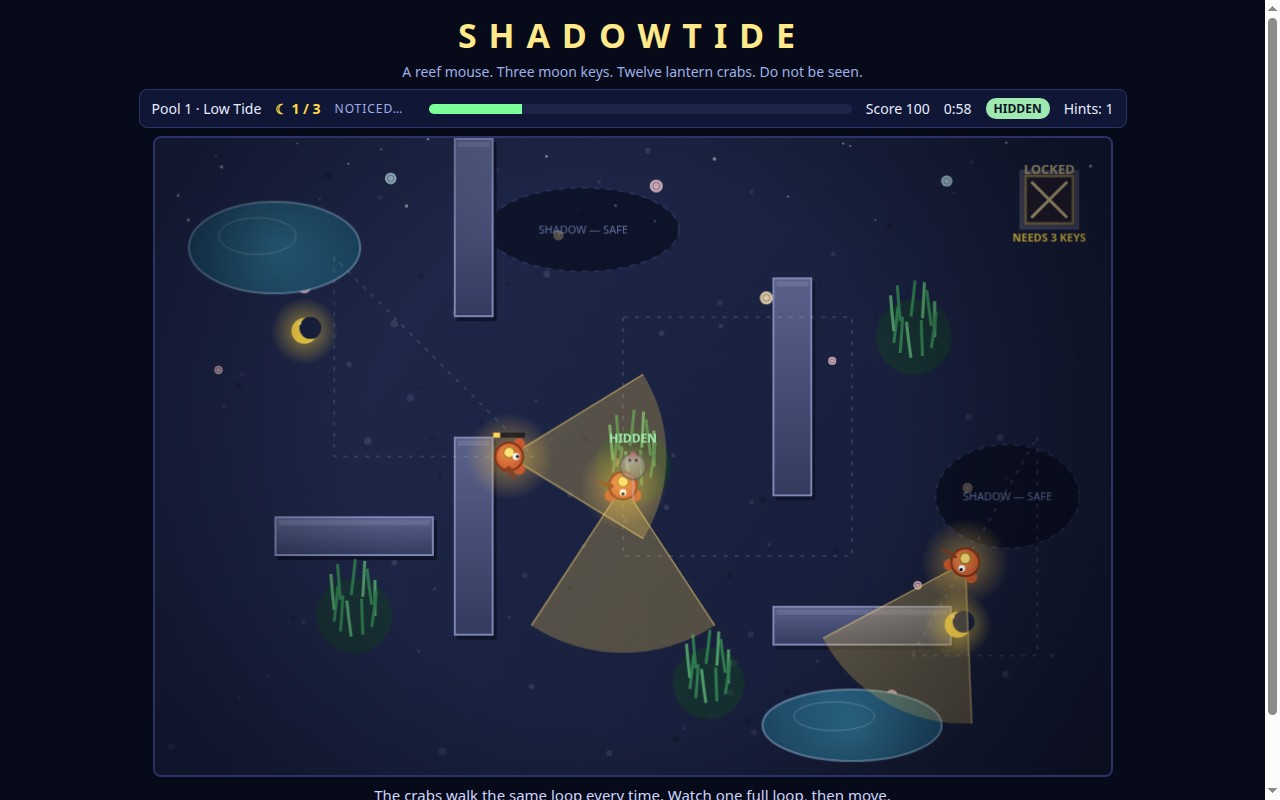 SHADOWTIDE
A reef mouse. Three moon keys. Twelve lantern crabs. Do not be seen.
Pool 1 · Low Tide ☾ 1 / 3 NOTICED... Score 100 0:58 HIDDEN Hints: 1
LOCKED
NEEDS 3 KEYS
SHADOW — SAFE
HIDDEN
SHADOW — SAFE
The crabs walk the same loop every time. Watch one full loop, then move.